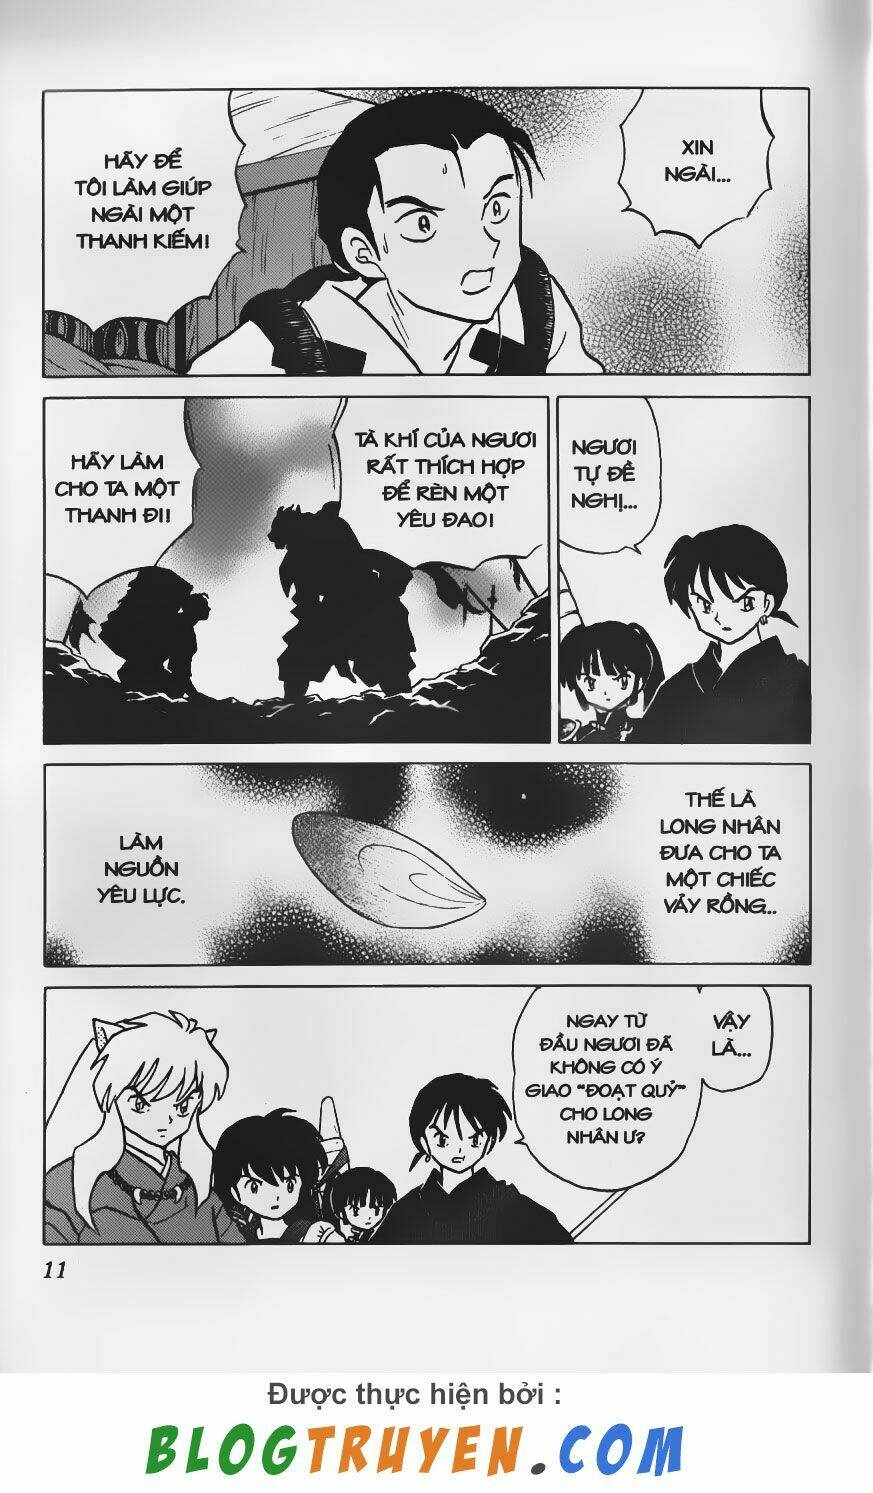 XIN
NGÀI...
HÃY ĐỂ
TÔI LÀM GIÚP
NGÀI MỘT
THANH KIẾM!
NGƯƠI
TỰ ĐỀ
NGHỊ...
TÀ KHÍ CỦA NGƯƠI
RẤT THÍCH HỢP
ĐỂ RÈN MỘT
YÊU ĐAO!
HÃY LÀM
CHO TA MỘT
THANH ĐI!
THẾ LÀ
LONG NHÂN
ĐƯA CHO TA
MỘT CHIẾC
VẢY RỒNG...
LÀM
NGUỒN
YÊU LỰC.
VẬY
LÀ...
NGAY TỪ
ĐẦU NGƯƠI ĐÃ
KHÔNG CÓ Ý
GIAO "ĐOẠT QUỶ"
CHO LONG
NHÂN Ư?
11
Được thực hiện bởi :
BLOGTRUYEN.COM